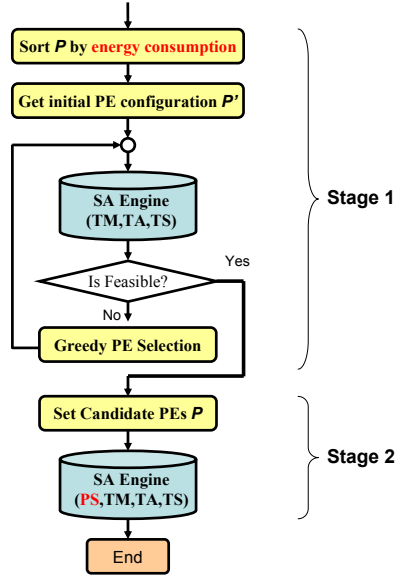 Sort P by energy consumption
Get initial PE configuration P'
SA Engine
(TM,TA,TS)
Stage 1
Yes
Is Feasible?
No
Greedy PE Selection
Set Candidate PEs P
Stage 2
SA Engine
(PS,TM,TA,TS)
End